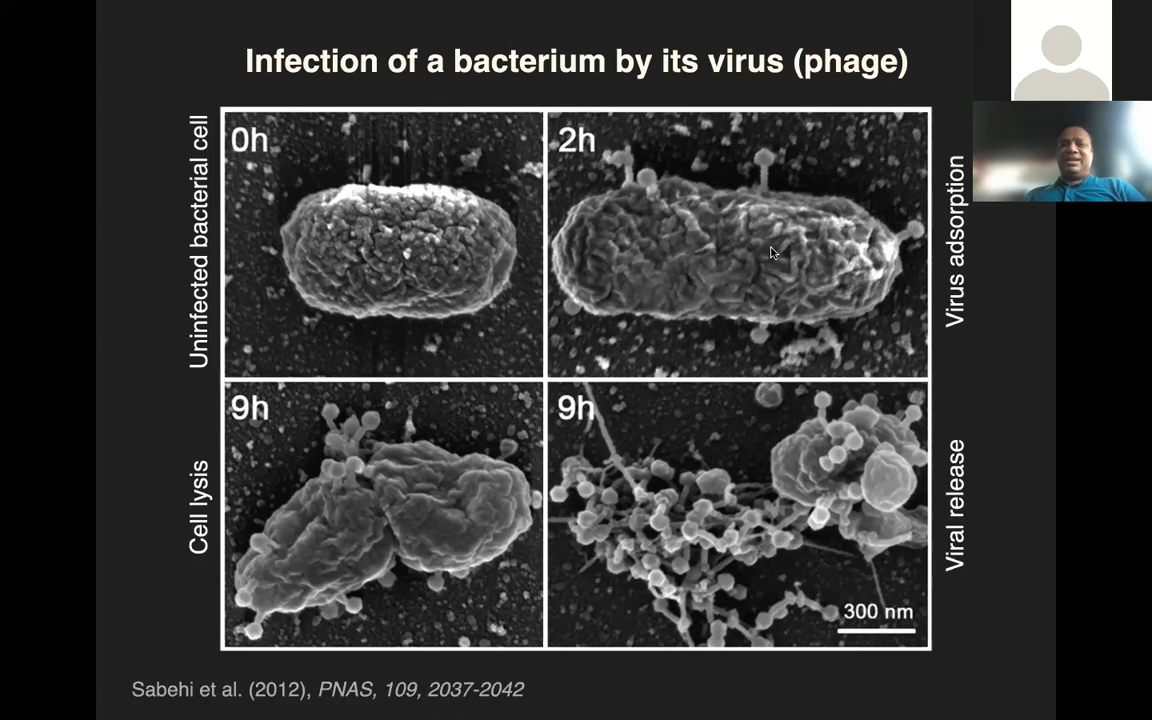 Infection of a bacterium by its virus (phage)
Uninfected bacterial cell
0h
2h
Virus adsorption
Cell lysis
9h
9h
Viral release
300 nm
Sabehi et al. (2012), PNAS, 109, 2037-2042